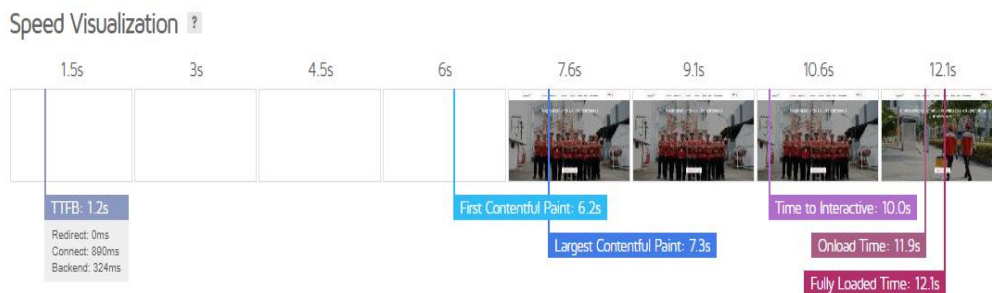 Speed Visualization ?
1.5s 3s 4.5s 6s 7.6s 9.1s 10.6s 12.1s
TTFB: 1.2s
Redirect: 0ms
Connect: 890ms
Backend: 324ms
First Contentful Paint: 6.2s
Time to Interactive: 10.0s
Largest Contentful Paint: 7.3s
Onload Time: 11.9s
Fully Loaded Time: 12.1s